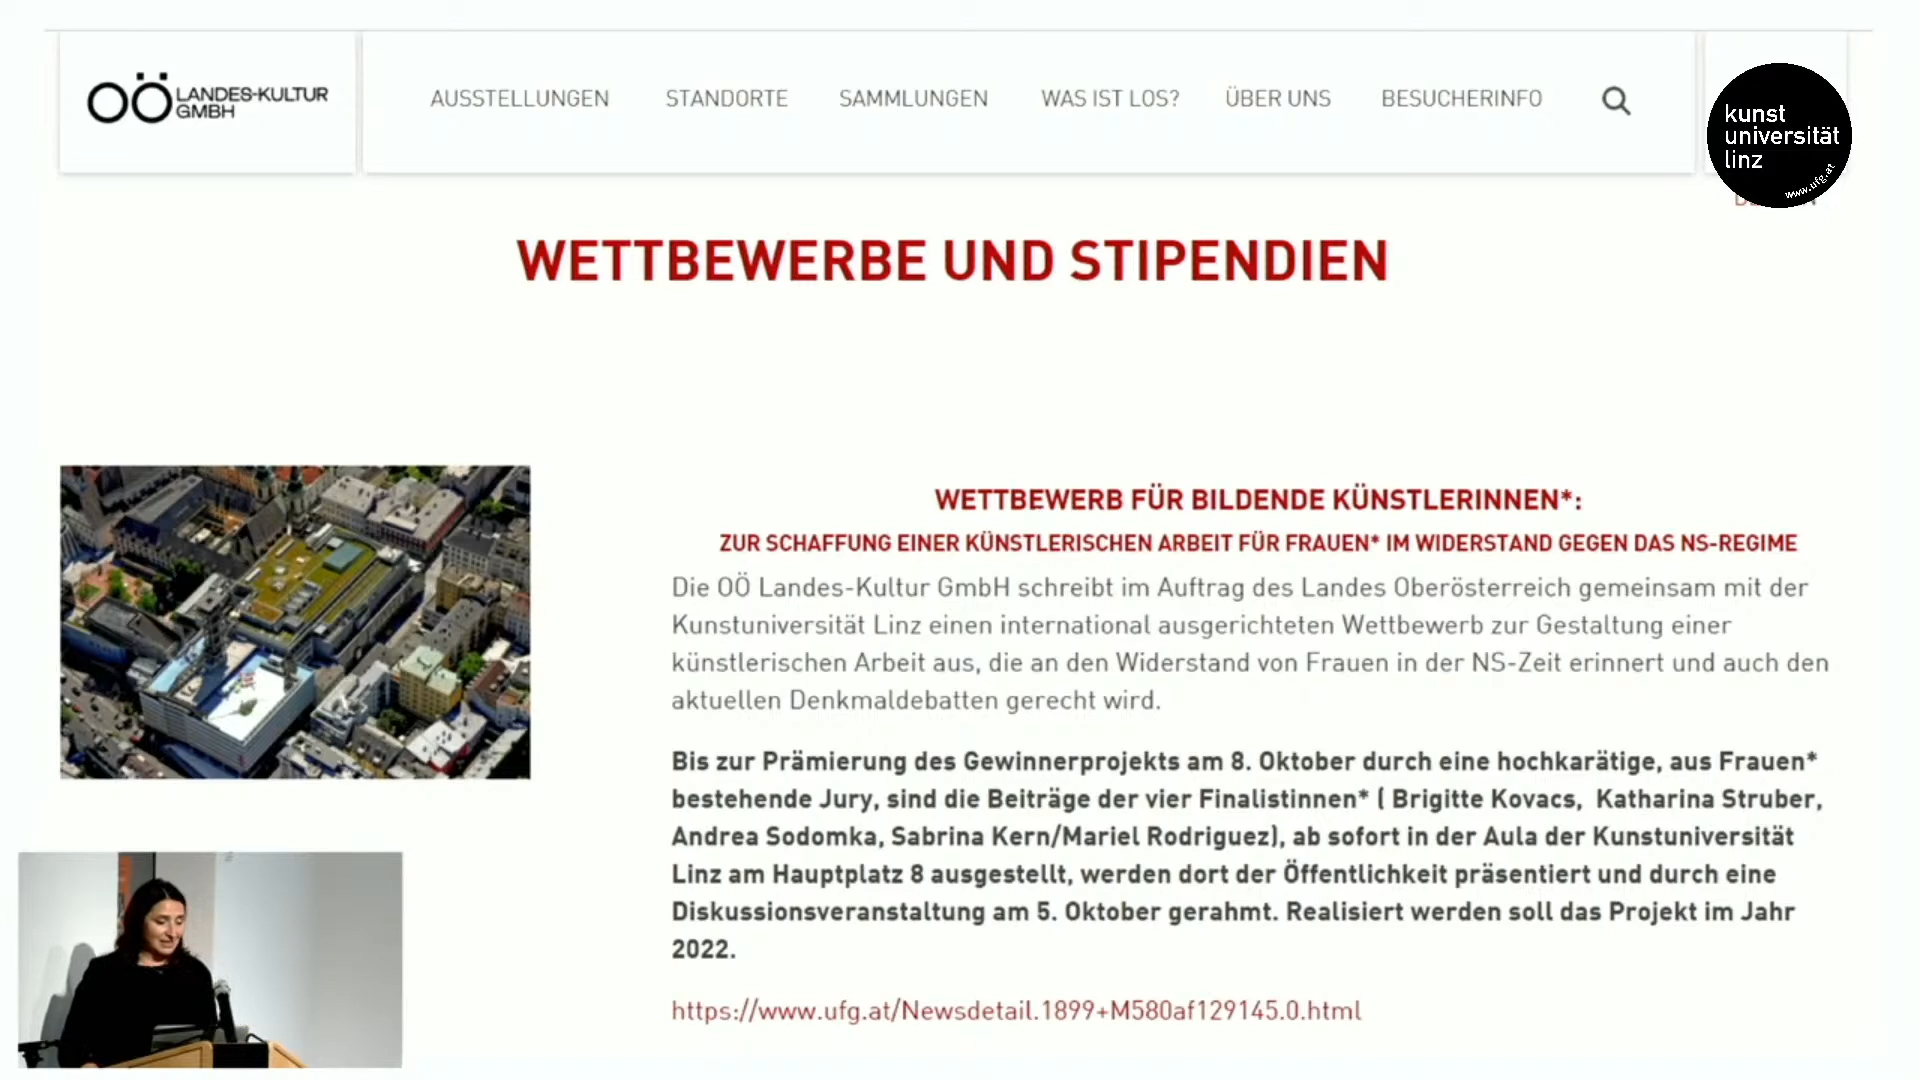 OÖ LANDES-KULTUR
GMBH
AUSSTELLUNGEN STANDORTE SAMMLUNGEN WAS IST LOS? ÜBER UNS BESUCHERINFO
kunst
universität
linz
www.ufg.at
WETTBEWERBE UND STIPENDIEN
WETTBEWERB FÜR BILDENDE KÜNSTLERINNEN*:
ZUR SCHAFFUNG EINER KÜNSTLERISCHEN ARBEIT FÜR FRAUEN* IM WIDERSTAND GEGEN DAS NS-REGIME
Die OÖ Landes-Kultur GmbH schreibt im Auftrag des Landes Oberösterreich gemeinsam mit der
Kunstuniversität Linz einen international ausgerichteten Wettbewerb zur Gestaltung einer
künstlerischen Arbeit aus, die an den Widerstand von Frauen in der NS-Zeit erinnert und auch den
aktuellen Denkmaldebatten gerecht wird.
Bis zur Prämierung des Gewinnerprojekts am 8. Oktober durch eine hochkarätige, aus Frauen*
bestehende Jury, sind die Beiträge der vier Finalistinnen* ( Brigitte Kovacs, Katharina Struber,
Andrea Sodomka, Sabrina Kern/Mariel Rodriguez), ab sofort in der Aula der Kunstuniversität
Linz am Hauptplatz 8 ausgestellt, werden dort der Öffentlichkeit präsentiert und durch eine
Diskussionsveranstaltung am 5. Oktober gerahmt. Realisiert werden soll das Projekt im Jahr
2022.
https://www.ufg.at/Newsdetail.1899+M580af129145.0.html